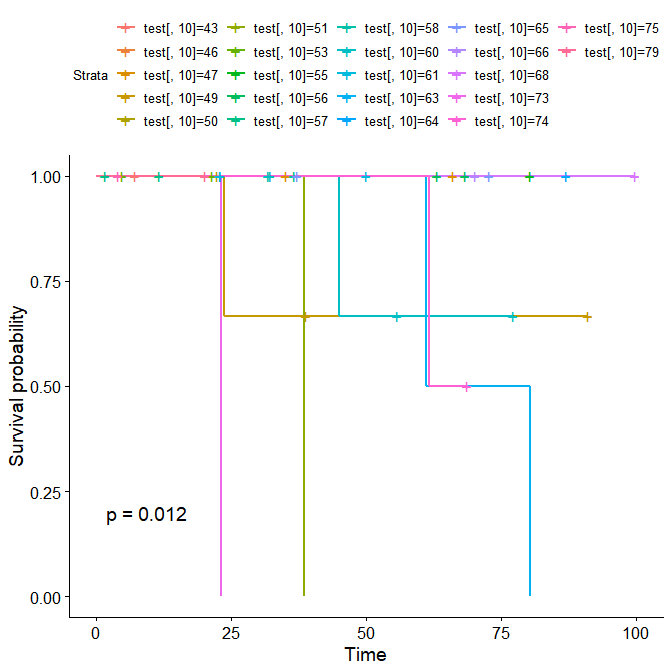 test[, 10]=43 test[, 10]=51 test[, 10]=58 test[, 10]=65 test[, 10]=75
test[, 10]=46 test[, 10]=53 test[, 10]=60 test[, 10]=66 test[, 10]=79
Strata test[, 10]=47 test[, 10]=55 test[, 10]=61 test[, 10]=68
test[, 10]=49 test[, 10]=56 test[, 10]=63 test[, 10]=73
test[, 10]=50 test[, 10]=57 test[, 10]=64 test[, 10]=74
1.00
0.75
0.50
0.25
0.00
Survival probability
p = 0.012
0 25 50 75 100
Time